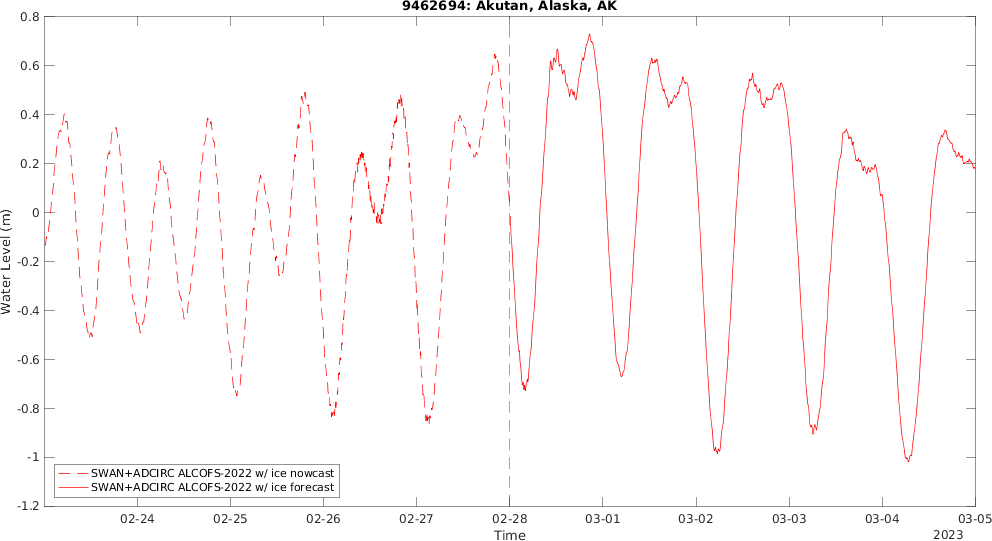 9462694: Akutan, Alaska, AK
0.8
0.6
0.4
0.2
0
-0.2
-0.4
-0.6
-0.8
-1
-1.2
Water Level (m)
SWAN+ADCIRC ALCOFS-2022 w/ ice nowcast
SWAN+ADCIRC ALCOFS-2022 w/ ice forecast
02-24 02-25 02-26 02-27 02-28 03-01 03-02 03-03 03-04 03-05
Time
2023